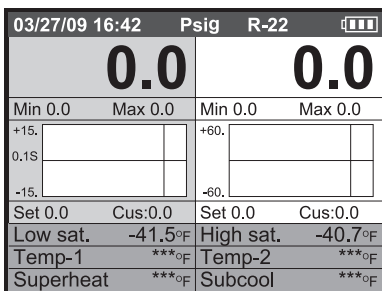 03/27/09 16:42 Psig R-22
0.0 0.0
Min 0.0 Max 0.0 Min 0.0 Max 0.0
+15. +60.
0.1S
-15. -60.
Set 0.0 Cus:0.0 Set 0.0 Cus:0.0
Low sat. -41.5°F High sat. -40.7°F
Temp-1 ***°F Temp-2 ***°F
Superheat ***°F Subcool ***°F